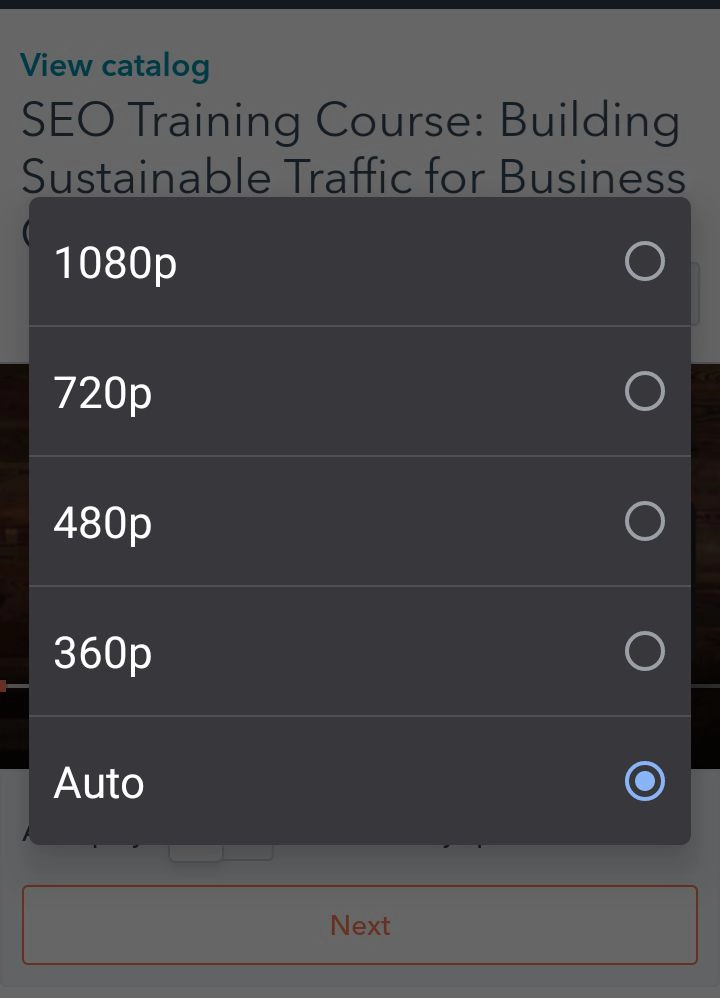 View catalog
SEO Training Course: Building
Sustainable Traffic for Business
1080p
720p
480p
360p
Auto
Next